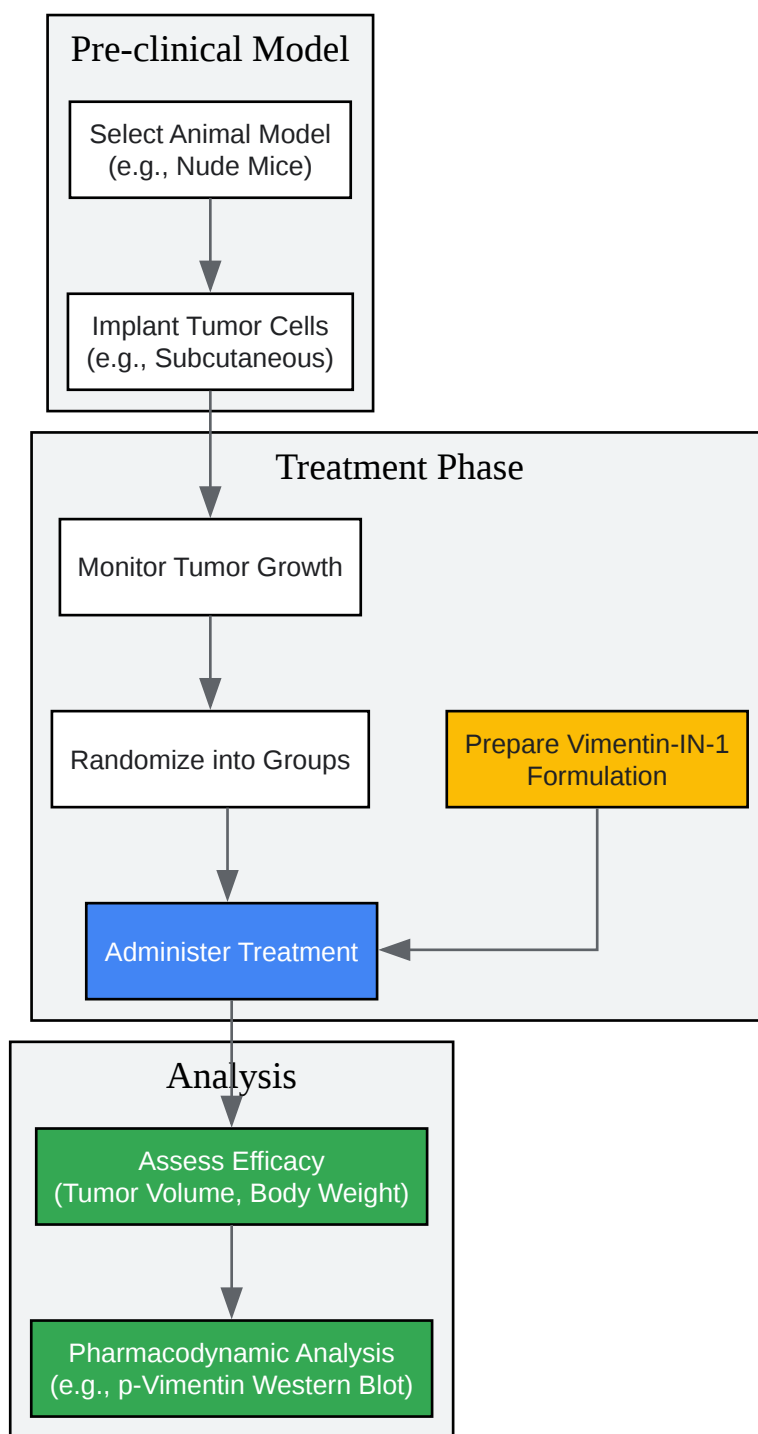 Pre-clinical Model
Select Animal Model
(e.g., Nude Mice)
Implant Tumor Cells
(e.g., Subcutaneous)
Treatment Phase
Monitor Tumor Growth
Randomize into Groups
Prepare Vimentin-IN-1
Formulation
Administer Treatment
Analysis
Assess Efficacy
(Tumor Volume, Body Weight)
Pharmacodynamic Analysis
(e.g., p-Vimentin Western Blot)